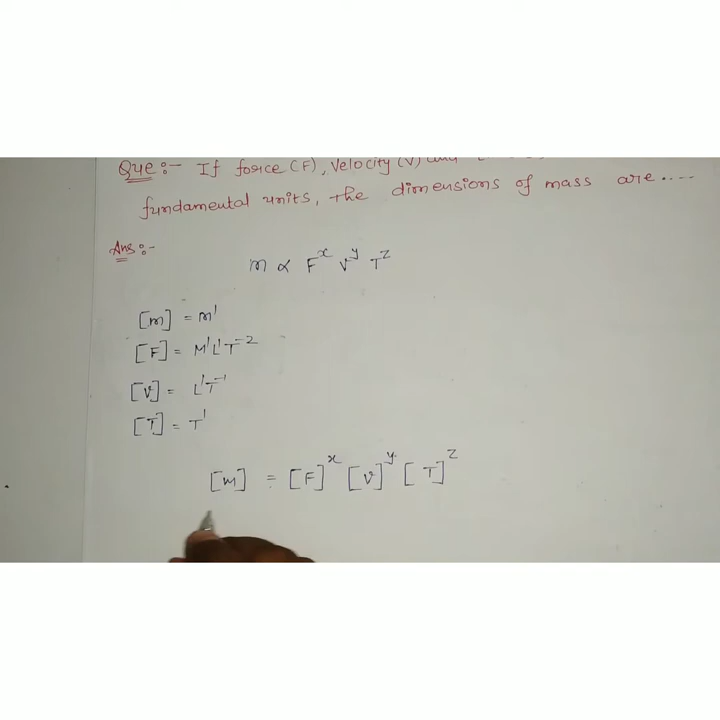 Que:- If force (F), Velocity (V) and
fundamental units, the dimensions of mass are....
Ans:-
m ∝ F^x V^y T^z
[m] = M^1
[F] = M^1 L^1 T^-2
[V] = L^1 T^-1
[T] = T^1
[M] = [F]^x [V]^y [T]^z